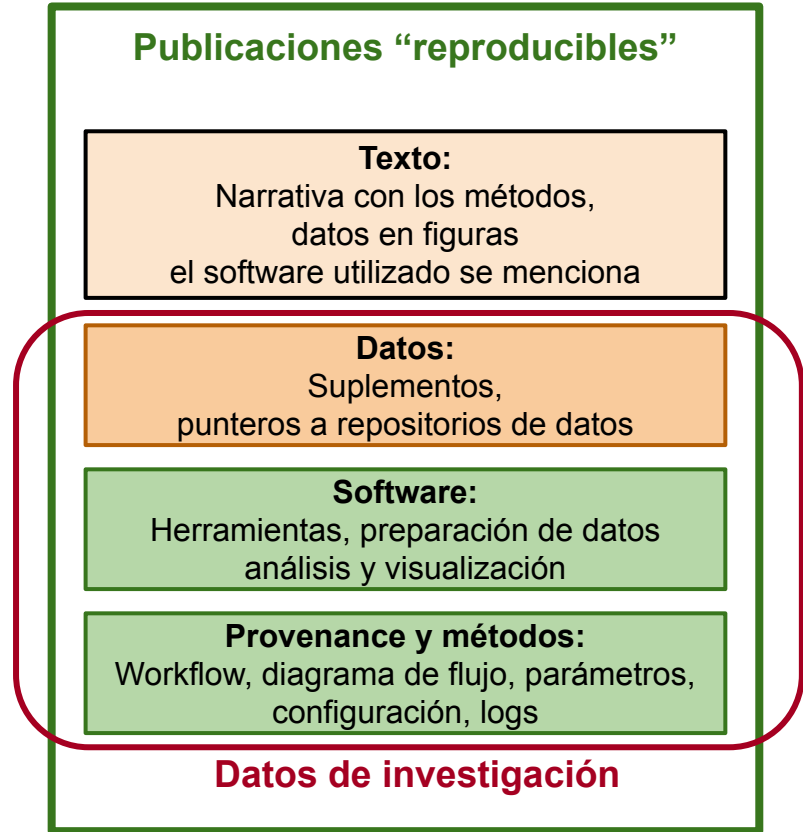 Publicaciones “reproducibles”
Texto:
Narrativa con los métodos,
datos en figuras
el software utilizado se menciona
Datos:
Suplementos,
punteros a repositorios de datos
Software:
Herramientas, preparación de datos
análisis y visualización
Provenance y métodos:
Workflow, diagrama de flujo, parámetros,
configuración, logs
Datos de investigación